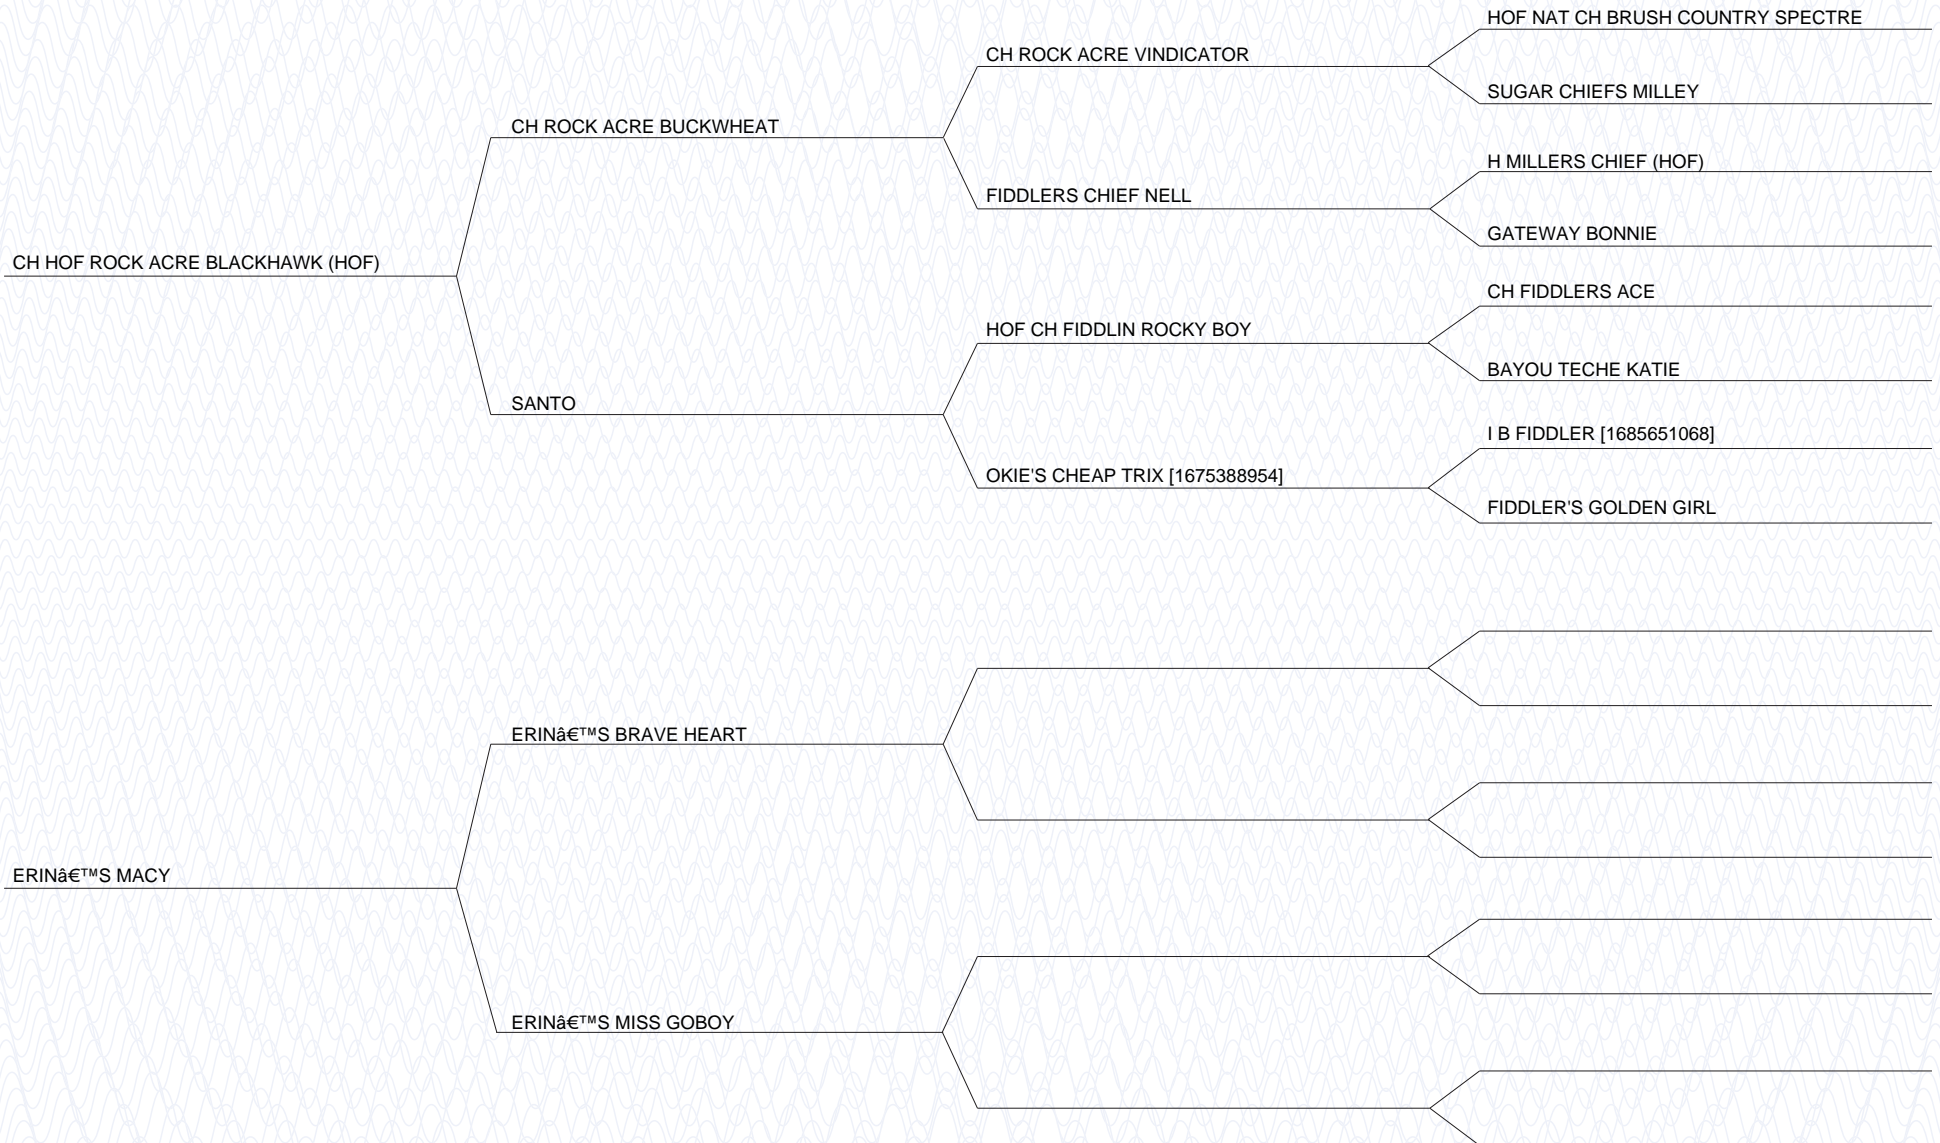 HOF NAT CH BRUSH COUNTRY SPECTRE
CH ROCK ACRE VINDICATOR
SUGAR CHIEFS MILLEY
CH ROCK ACRE BUCKWHEAT
H MILLERS CHIEF (HOF)
FIDDLERS CHIEF NELL
GATEWAY BONNIE
CH HOF ROCK ACRE BLACKHAWK (HOF)
CH FIDDLERS ACE
HOF CH FIDDLIN ROCKY BOY
BAYOU TECHE KATIE
SANTO
I B FIDDLER [1685651068]
OKIE'S CHEAP TRIX [1675388954]
FIDDLER'S GOLDEN GIRL
ERINâ€™S BRAVE HEART
ERINâ€™S MACY
ERINâ€™S MISS GOBOY